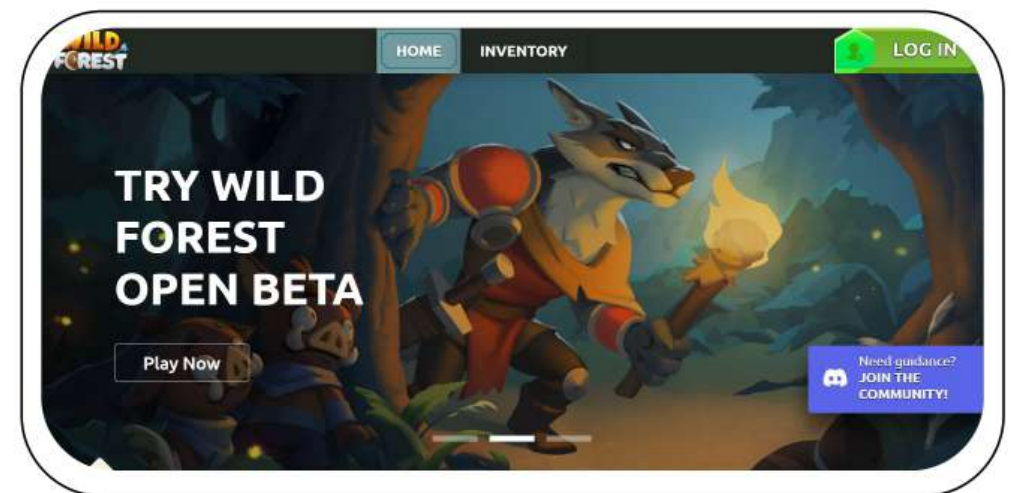 WILD
FOREST
HOME
INVENTORY
LOG IN
TRY WILD
FOREST
OPEN BETA
Play Now
Need guidance?
JOIN THE
COMMUNITY!